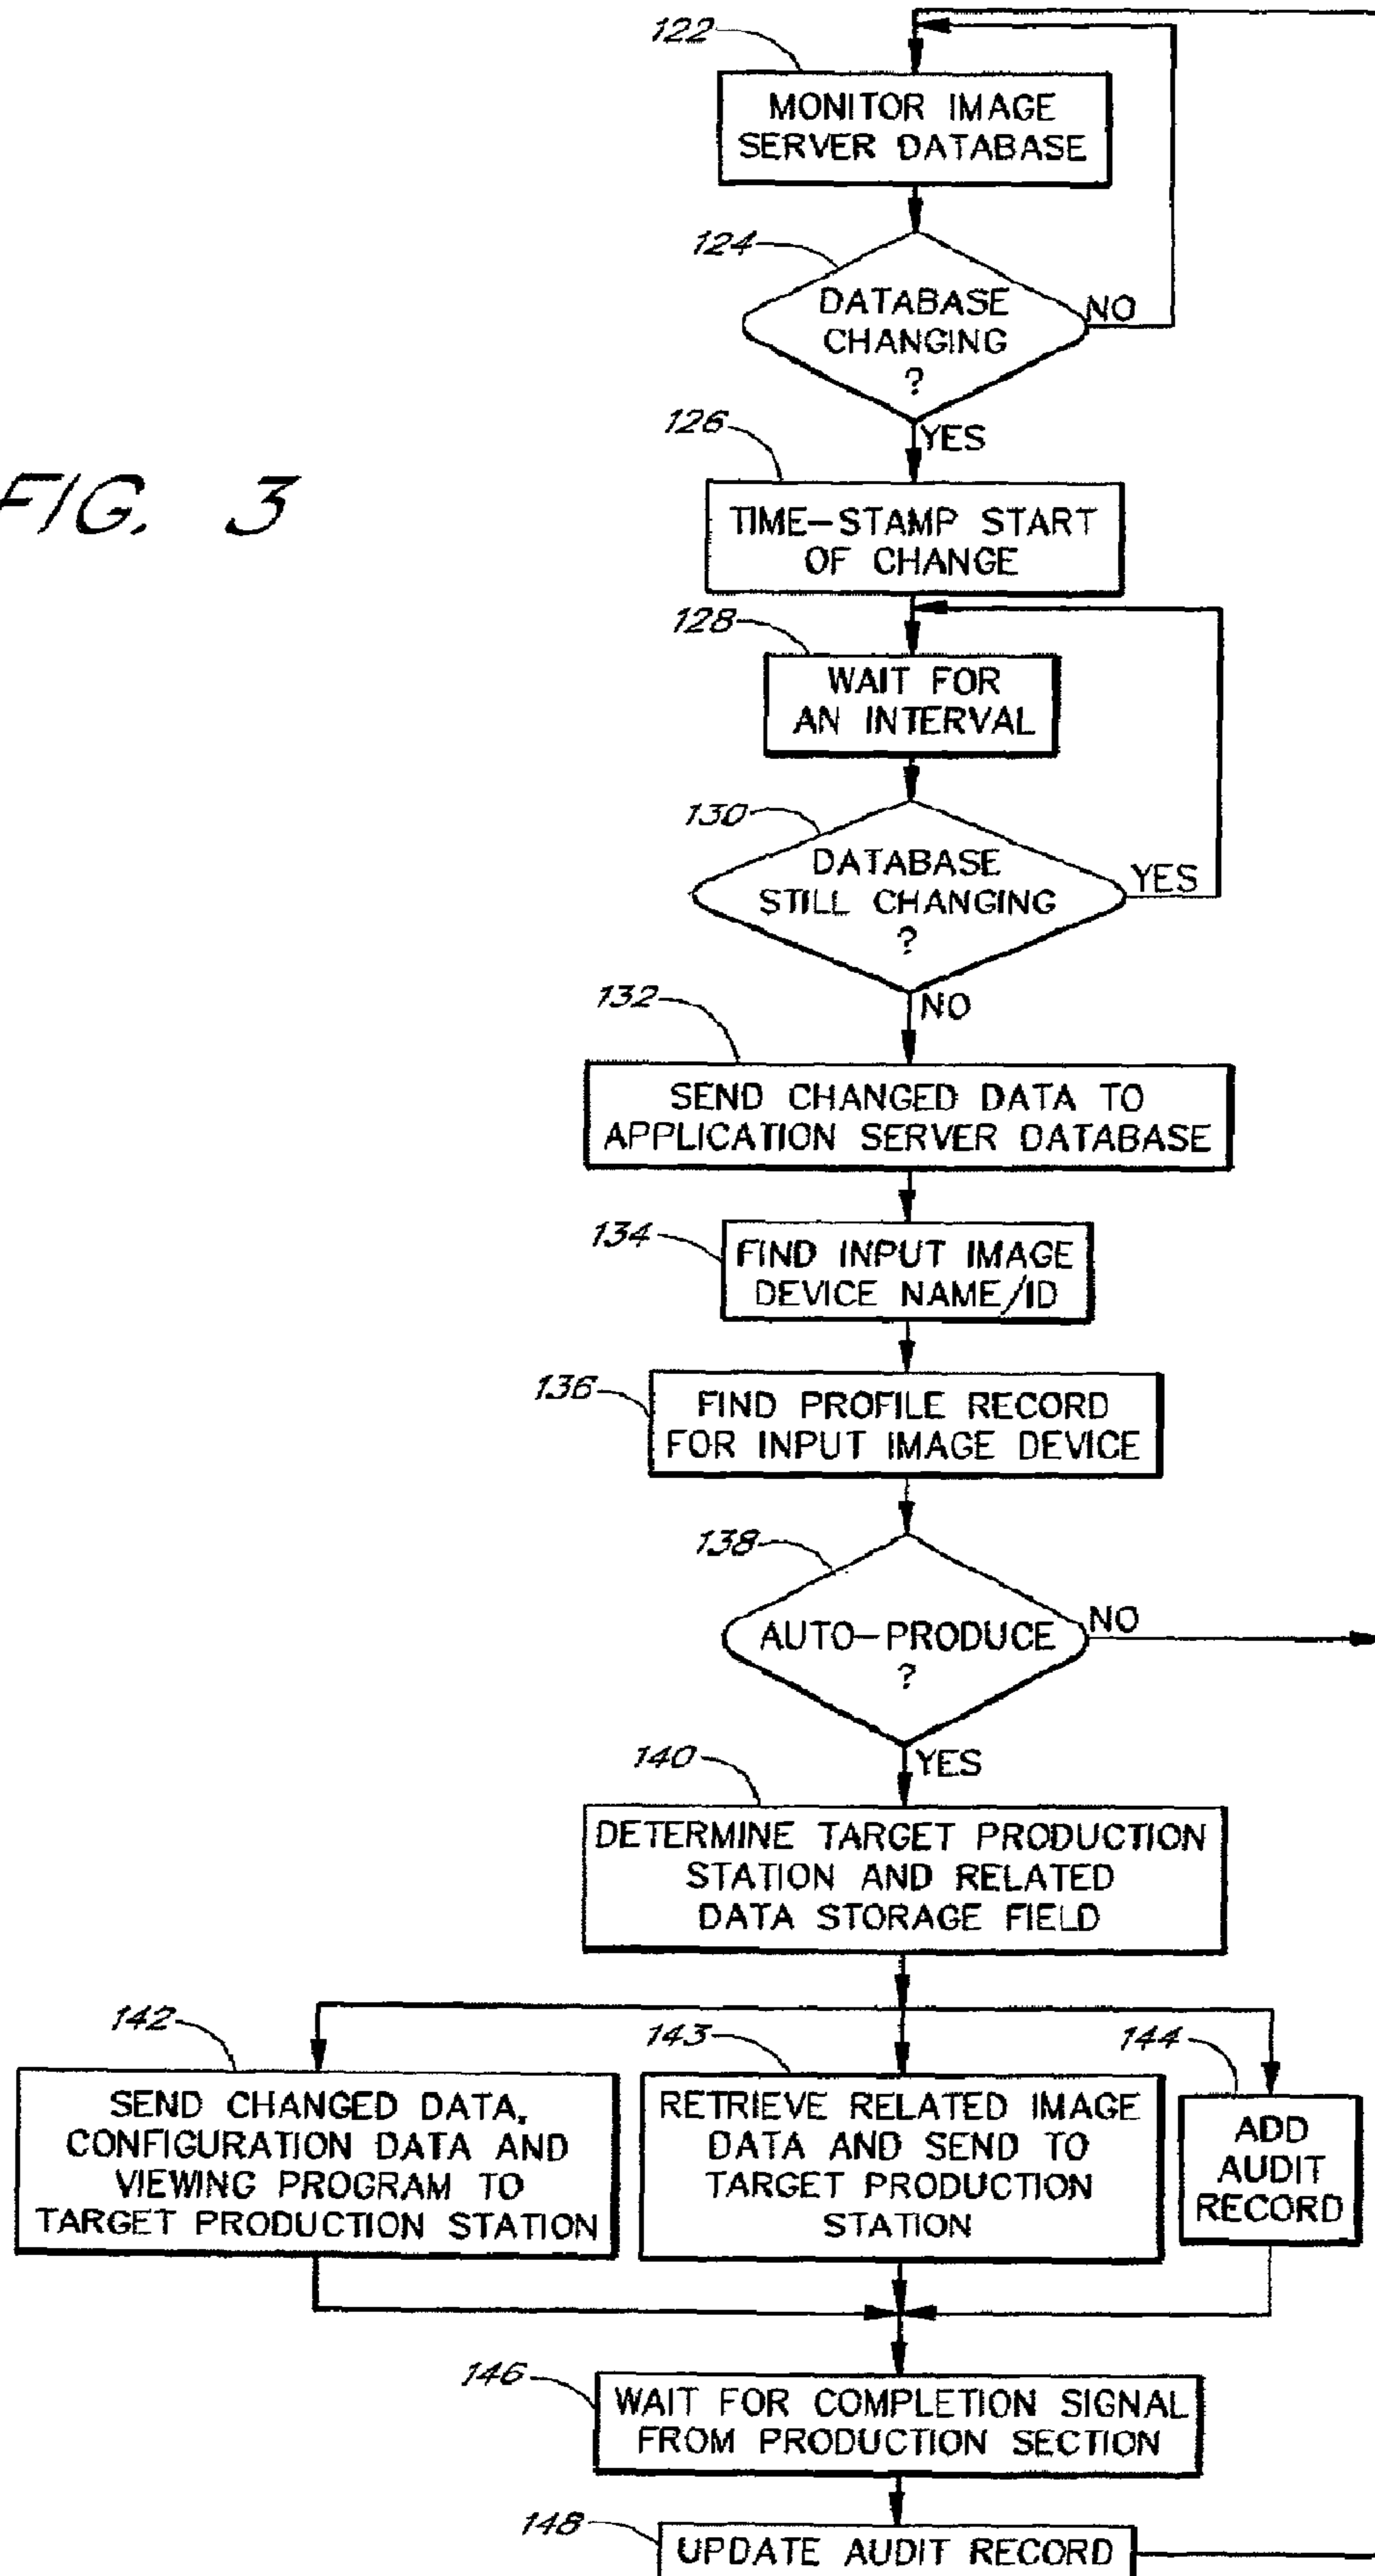 122
MONITOR IMAGE
SERVER DATABASE
124
DATABASE
CHANGING
?
NO
YES
126
TIME-STAMP START
OF CHANGE
FIG. 3
128
WAIT FOR
AN INTERVAL
130
DATABASE
STILL CHANGING
?
YES
NO
132
SEND CHANGED DATA TO
APPLICATION SERVER DATABASE
134
FIND INPUT IMAGE
DEVICE NAME/ID
136
FIND PROFILE RECORD
FOR INPUT IMAGE DEVICE
138
AUTO-PRODUCE
?
NO
YES
140
DETERMINE TARGET PRODUCTION
STATION AND RELATED
DATA STORAGE FIELD
142
SEND CHANGED DATA,
CONFIGURATION DATA AND
VIEWING PROGRAM TO
TARGET PRODUCTION STATION
143
RETRIEVE RELATED IMAGE
DATA AND SEND TO
TARGET PRODUCTION
STATION
144
ADD
AUDIT
RECORD
146
WAIT FOR COMPLETION SIGNAL
FROM PRODUCTION SECTION
148
UPDATE AUDIT RECORD